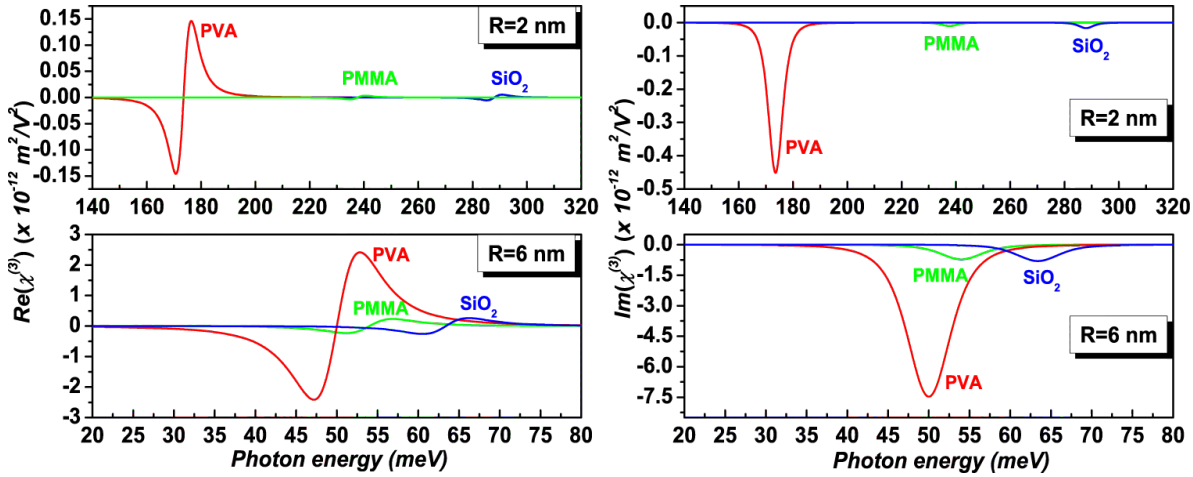 Re(χ(3)) (x 10-12 m2/V2)
0.15
0.10
0.05
0.00
-0.05
-0.10
-0.15
PVA
PMMA
SiO2
R=2 nm
140 160 180 200 220 240 260 280 300 320
3
2
1
0
-1
-2
-3
PVA
PMMA
SiO2
R=6 nm
20 25 30 35 40 45 50 55 60 65 70 75 80
Photon energy (meV)
Im(χ(3)) (x 10-12 m2/V2)
0.0
-0.1
-0.2
-0.3
-0.4
-0.5
PMMA
SiO2
PVA
R=2 nm
140 160 180 200 220 240 260 280 300 320
0.0
-1.5
-3.0
-4.5
-6.0
-7.5
PMMA
SiO2
PVA
R=6 nm
20 25 30 35 40 45 50 55 60 65 70 75 80
Photon energy (meV)